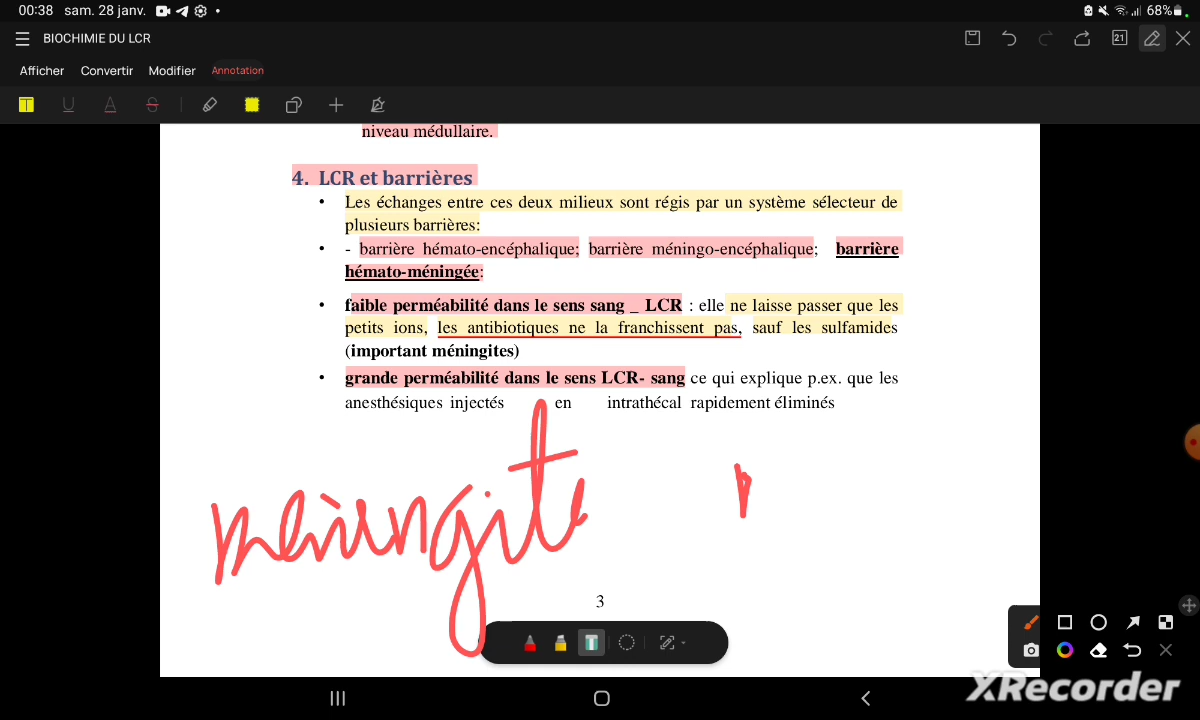 00:38 sam. 28 janv.
68%
BIOCHIMIE DU LCR
21
Afficher Convertir Modifier Annotation
T U A S
niveau médullaire.
4. LCR et barrières
• Les échanges entre ces deux milieux sont régis par un système sélecteur de
plusieurs barrières:
• - barrière hémato-encéphalique; barrière méningo-encéphalique; barrière
hémato-méningée:
• faible perméabilité dans le sens sang _ LCR : elle ne laisse passer que les
petits ions, les antibiotiques ne la franchissent pas, sauf les sulfamides
(important méningites)
• grande perméabilité dans le sens LCR- sang ce qui explique p.ex. que les
anesthésiques injectés en intrathécal rapidement éliminés
méningite
3
XRecorder